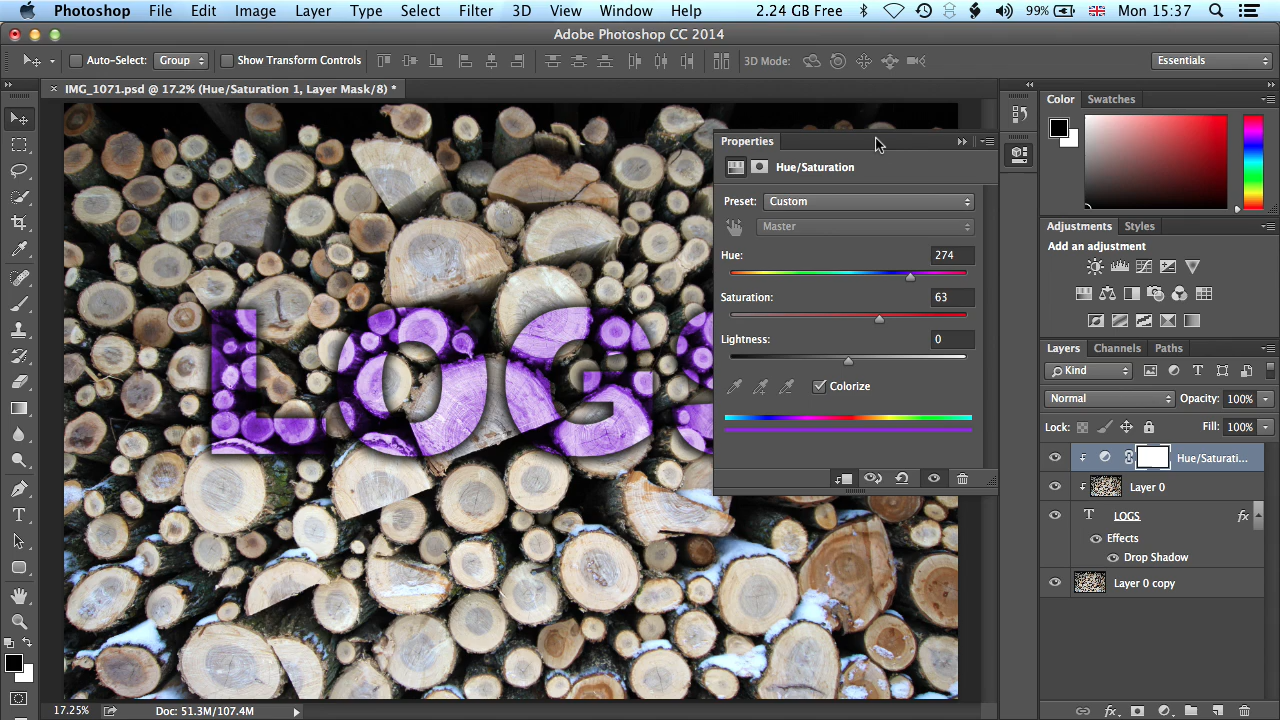 Photoshop File Edit Image Layer Type Select Filter 3D View Window Help 2.24 GB Free 99% Mon 15:37
Adobe Photoshop CC 2014
Auto-Select: Group Show Transform Controls 3D Mode: Essentials
IMG_1071.psd @ 17.2% (Hue/Saturation 1, Layer Mask/8) *
Color Swatches
Properties
Hue/Saturation
Preset: Custom
Master
Hue: 274
Saturation: 63
Lightness: 0
Colorize
LOGS
Adjustments Styles
Add an adjustment
Layers Channels Paths
Kind
Normal Opacity: 100%
Lock: Fill: 100%
Hue/Saturati...
Layer 0
T LOGS fx
Effects
Drop Shadow
Layer 0 copy
17.25% Doc: 51.3M/107.4M